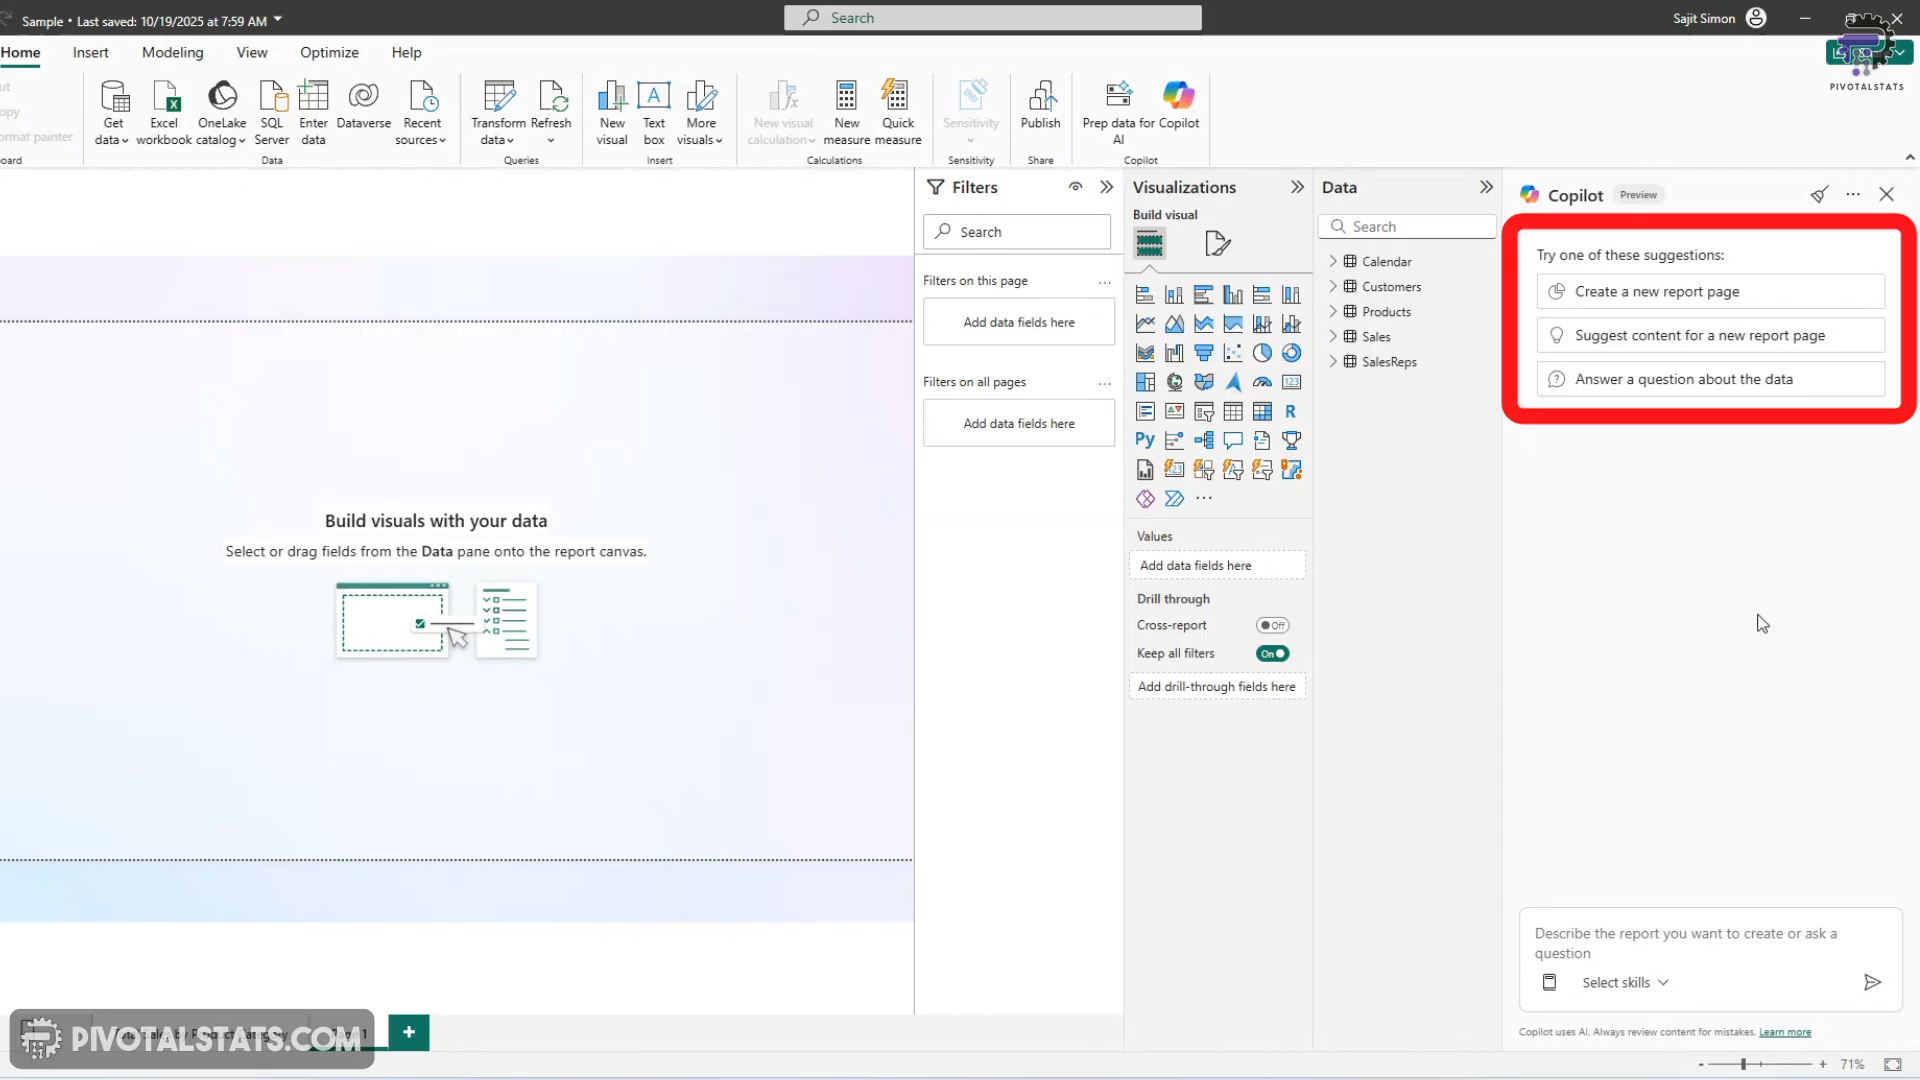 Sample • Last saved: 10/19/2025 at 7:59 AM
Search
Sajit Simon
Home
Insert
Modeling
View
Optimize
Help
PIVOTALSTATS
Get data
Excel workbook
OneLake catalog
SQL Server
Enter data
Dataverse
Recent sources
Transform data
Refresh
New visual
Text box
More visuals
New visual calculation
New measure
Quick measure
Sensitivity
Publish
Prep data for AI
Copilot
Data
Queries
Insert
Calculations
Sensitivity
Share
Copilot
Build visuals with your data
Select or drag fields from the Data pane onto the report canvas.
Filters
Search
Filters on this page
Add data fields here
Filters on all pages
Add data fields here
Visualizations
Build visual
123
R
Py
Values
Add data fields here
Drill through
Cross-report
Off
Keep all filters
On
Add drill-through fields here
Data
Search
Calendar
Customers
Products
Sales
SalesReps
Copilot
Preview
Try one of these suggestions:
Create a new report page
Suggest content for a new report page
Answer a question about the data
Describe the report you want to create or ask a
question
Select skills
Copilot uses AI. Always review content for mistakes. Learn more
PIVOTALSTATS.COM
71%